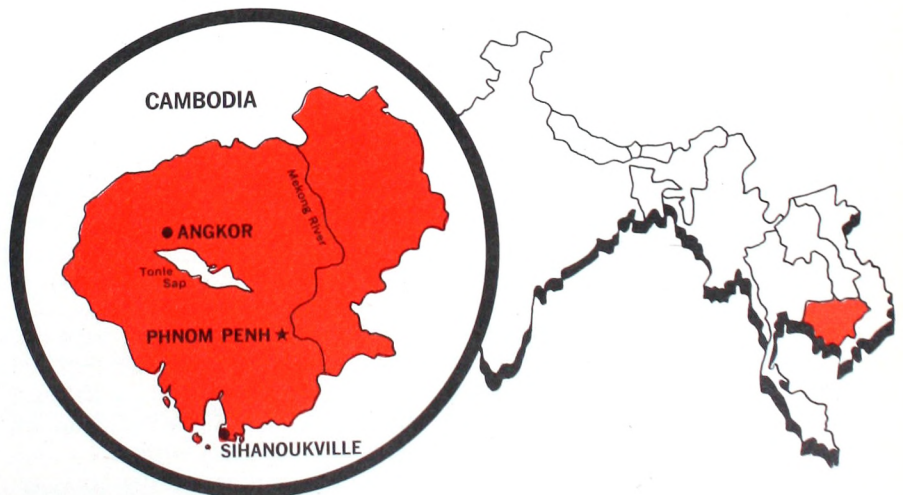 CAMBODIA
Mekong River
ANGKOR
Tonle
Sap
PHNOM PENH
SIHANOUKVILLE